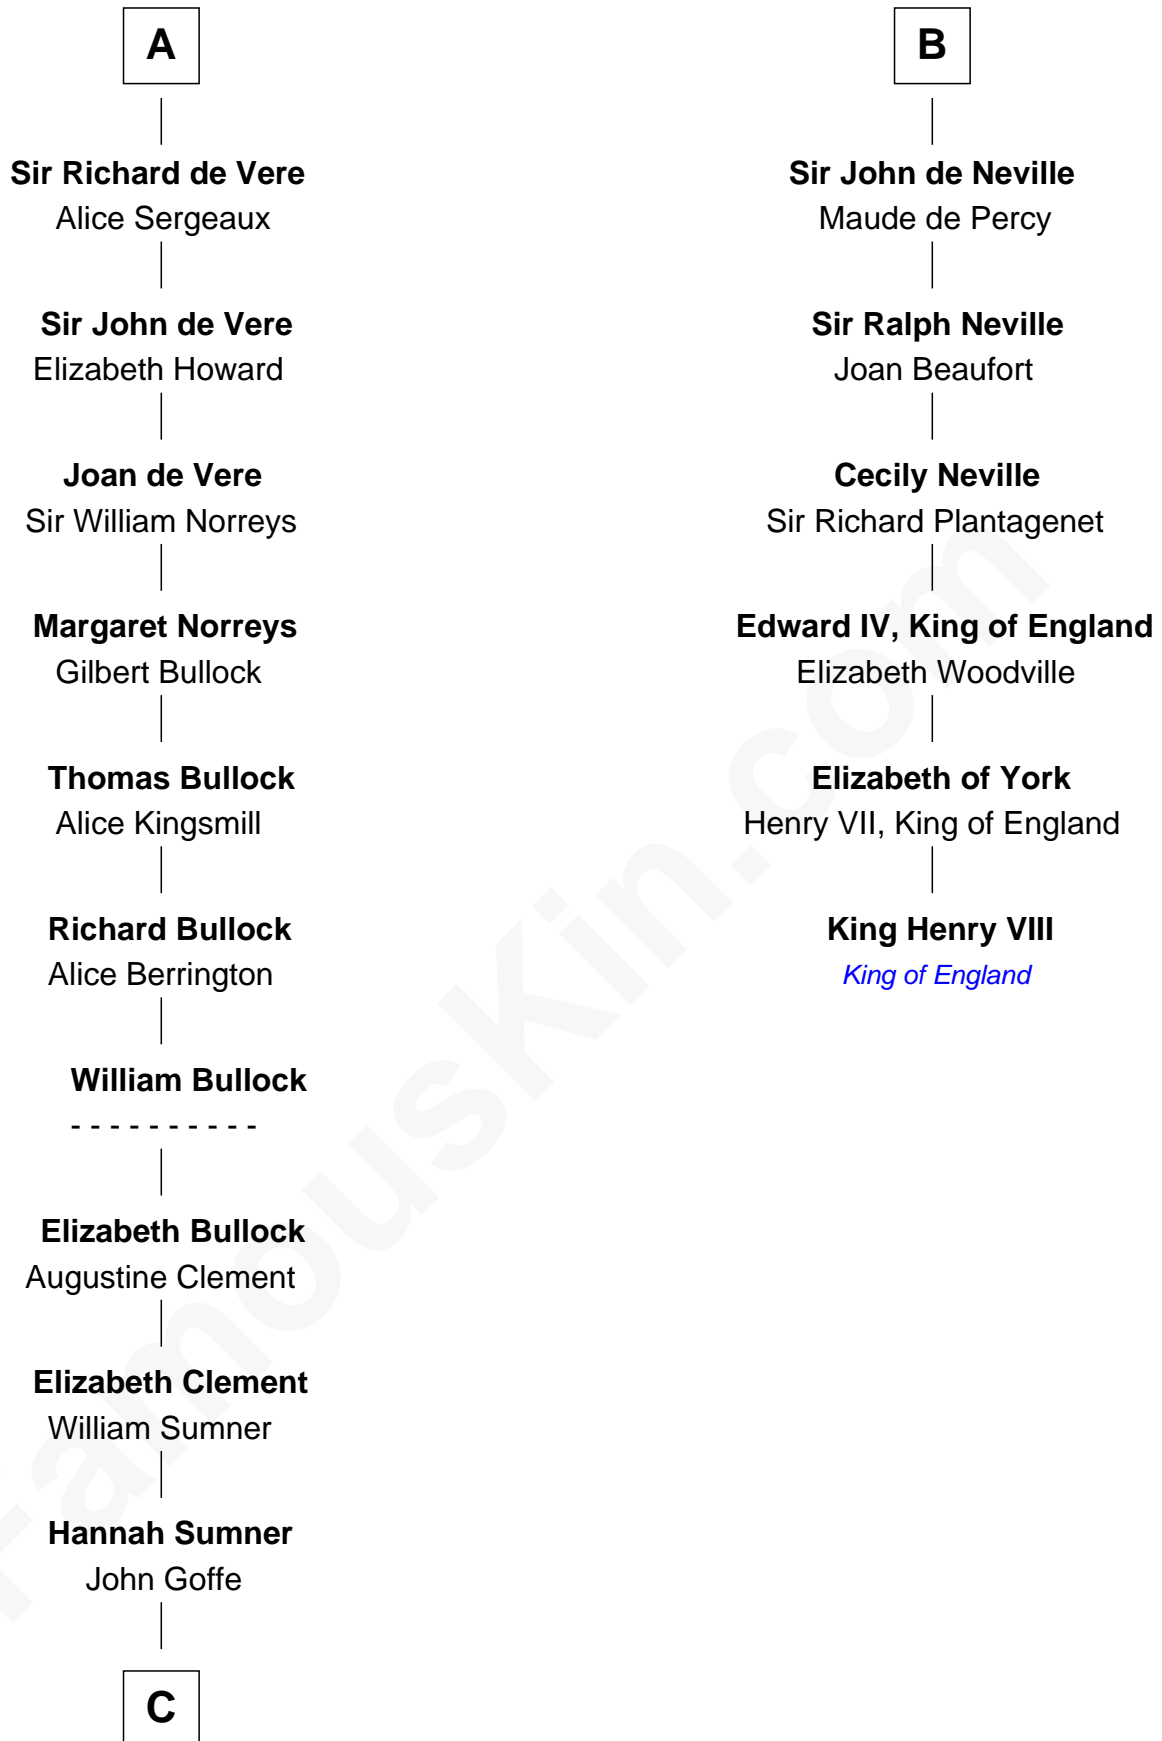 A
Sir Richard de Vere
Alice Sergeaux
Sir John de Vere
Elizabeth Howard
Joan de Vere
Sir William Norreys
Margaret Norreys
Gilbert Bullock
Thomas Bullock
Alice Kingsmill
Richard Bullock
Alice Berrington
William Bullock
- - - - - - - - - -
Elizabeth Bullock
Augustine Clement
Elizabeth Clement
William Sumner
Hannah Sumner
John Goffe
C
B
Sir John de Neville
Maude de Percy
Sir Ralph Neville
Joan Beaufort
Cecily Neville
Sir Richard Plantagenet
Edward IV, King of England
Elizabeth Woodville
Elizabeth of York
Henry VII, King of England
King Henry VIII
King of England
FamousKin.com